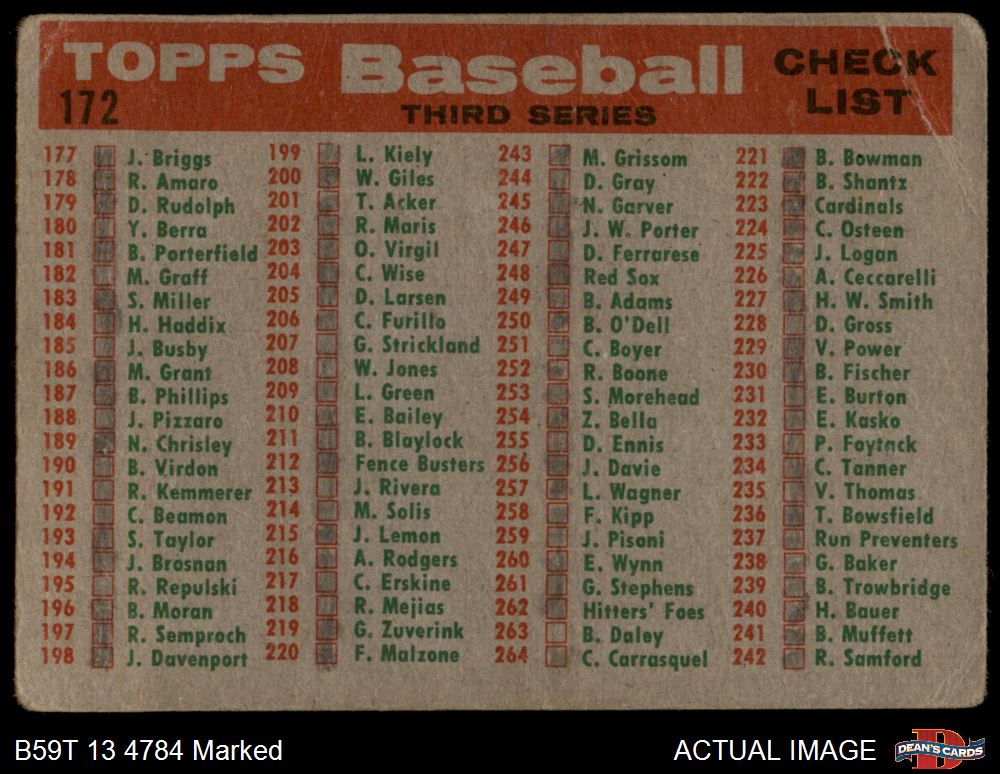 TOPPS Baseball CHECK LIST
172 THIRD SERIES
177 J. Briggs
178 R. Amaro
179 D. Rudolph
180 Y. Berra
181 B. Porterfield
182 M. Graff
183 S. Miller
184 H. Haddix
185 J. Busby
186 M. Grant
187 B. Phillips
188 J. Pizzaro
189 N. Chrisley
190 B. Virdon
191 R. Kemmerer
192 C. Beamon
193 S. Taylor
194 J. Brosnan
195 R. Repulski
196 B. Moran
197 R. Semproch
198 J. Davenport
199 L. Kiely
200 W. Giles
201 T. Acker
202 R. Maris
203 O. Virgil
204 C. Wise
205 D. Larsen
206 C. Furillo
207 G. Strickland
208 W. Jones
209 L. Green
210 E. Bailey
211 B. Blaylock
212 Fence Busters
213 J. Rivera
214 M. Solis
215 J. Lemon
216 A. Rodgers
217 C. Erskine
218 R. Mejias
219 G. Zuverink
220 F. Malzone
243 M. Grissom
244 D. Gray
245 N. Garver
246 J. W. Porter
247 D. Ferrarese
248 Red Sox
249 B. Adams
250 B. O'Dell
251 C. Boyer
252 R. Boone
253 S. Morehead
254 Z. Bella
255 D. Ennis
256 J. Davie
257 L. Wagner
258 F. Kipp
259 J. Pisoni
260 E. Wynn
261 G. Stephens
262 Hitters' Foes
263 B. Daley
264 C. Carrasquel
221 B. Bowman
222 B. Shantz
223 Cardinals
224 C. Osteen
225 J. Logan
226 A. Ceccarelli
227 H. W. Smith
228 D. Gross
229 V. Power
230 B. Fischer
231 E. Burton
232 E. Kasko
233 P. Foytack
234 C. Tanner
235 V. Thomas
236 T. Bowsfield
237 Run Preventers
238 G. Baker
239 B. Trowbridge
240 H. Bauer
241 B. Muffett
242 R. Samford
B59T 13 4784 Marked
ACTUAL IMAGE
D
DEAN'S CARDS